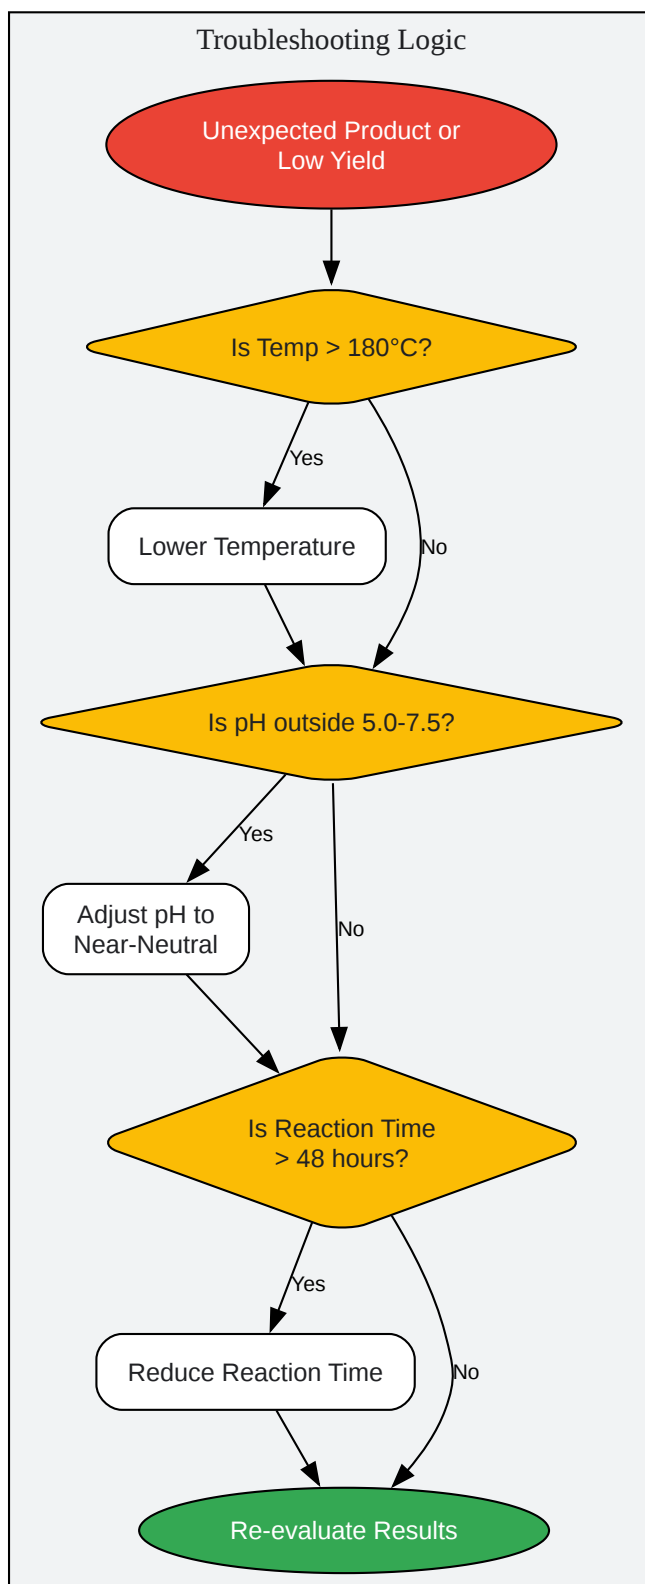 Troubleshooting Logic
Unexpected Product or
Low Yield
Is Temp > 180°C?
Yes
No
Lower Temperature
Is pH outside 5.0-7.5?
Yes
No
Adjust pH to
Near-Neutral
Is Reaction Time
> 48 hours?
Yes
No
Reduce Reaction Time
Re-evaluate Results